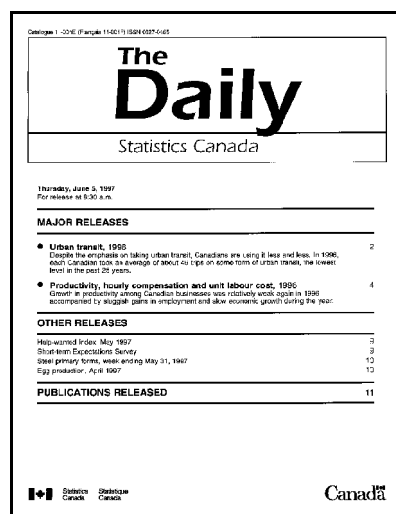 Catalogue 11-001E (Français 11-001F) ISSN 0827-0465
The
Daily
Statistics Canada
Thursday, June 5, 1997
For release at 8:30 a.m.
MAJOR RELEASES
● Urban transit, 1996 2
Despite the emphasis on taking urban transit, Canadians are using it less and less. In 1996,
each Canadian took an average of about 48 trips on some form of urban transit, the lowest
level in the past 25 years.
● Productivity, hourly compensation and unit labour cost, 1996 4
Growth in productivity among Canadian businesses was relatively weak again in 1996
accompanied by sluggish gains in employment and slow economic growth during the year.
OTHER RELEASES
Help-wanted Index, May 1997 9
Short-term Expectations Survey 9
Steel primary forms, week ending May 31, 1997 10
Egg production, April 1997 10
PUBLICATIONS RELEASED 11
Statistics Statistique
Canada Canada
Canada